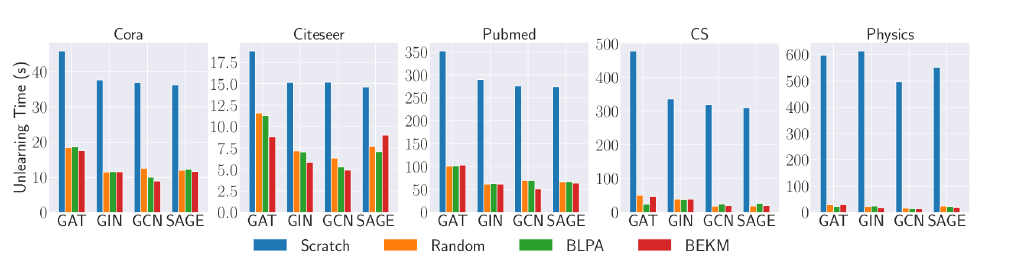 Cora Citeseer Pubmed CS Physics
Unlearning Time (s)
0 10 20 30 40
0.0 2.5 5.0 7.5 10.0 12.5 15.0 17.5
0 50 100 150 200 250 300 350
0 100 200 300 400 500
0 100 200 300 400 500 600
GAT GIN GCN SAGE GAT GIN GCN SAGE GAT GIN GCN SAGE GAT GIN GCN SAGE GAT GIN GCN SAGE
Scratch Random BLPA BEKM